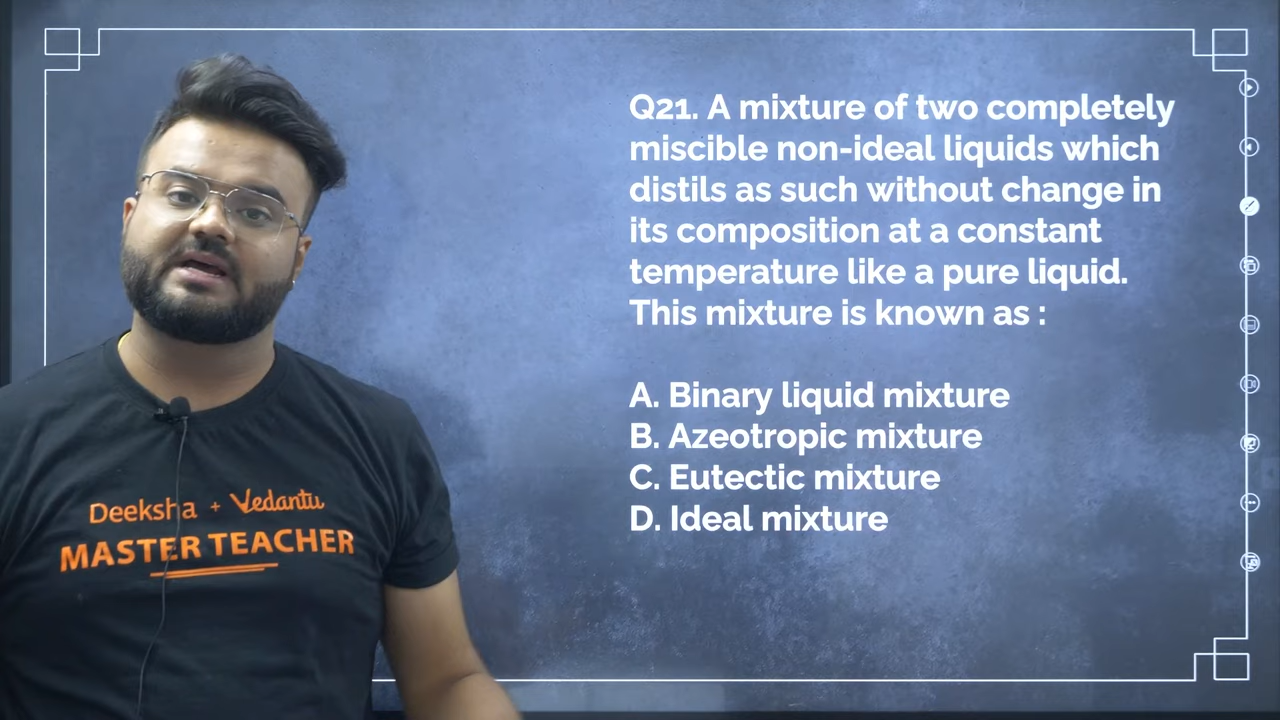 Q21. A mixture of two completely
miscible non-ideal liquids which
distils as such without change in
its composition at a constant
temperature like a pure liquid.
This mixture is known as :
A. Binary liquid mixture
B. Azeotropic mixture
C. Eutectic mixture
D. Ideal mixture
Deeksha + Vedantu
MASTER TEACHER